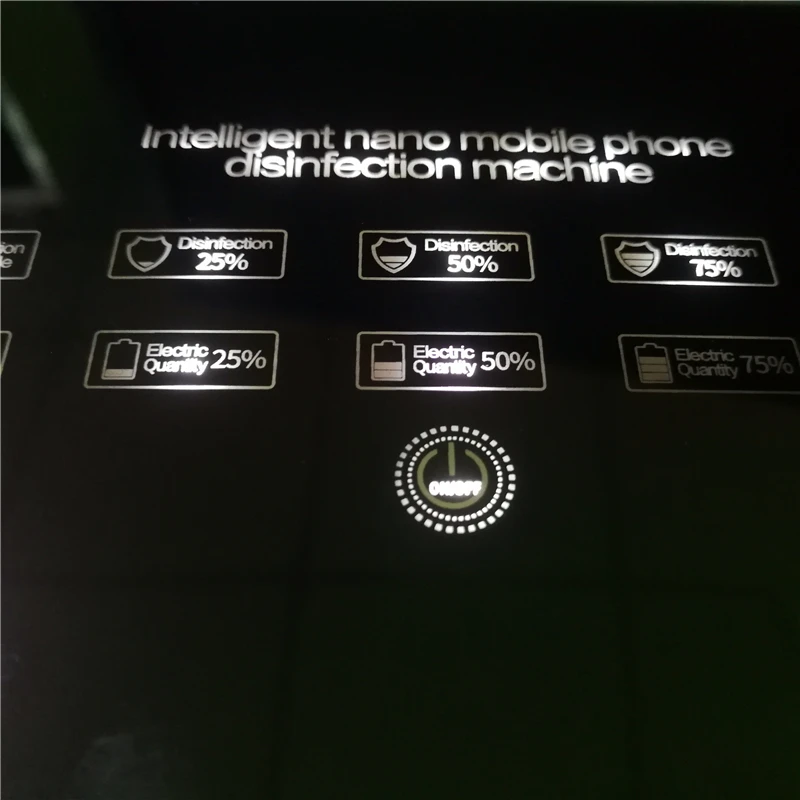 Intelligent nano mobile phone
disinfection machine
Disinfection
25%
Disinfection
50%
Disinfection
75%
Electric
Quantity 25%
Electric
Quantity 50%
Electric
Quantity 75%
ON/OFF